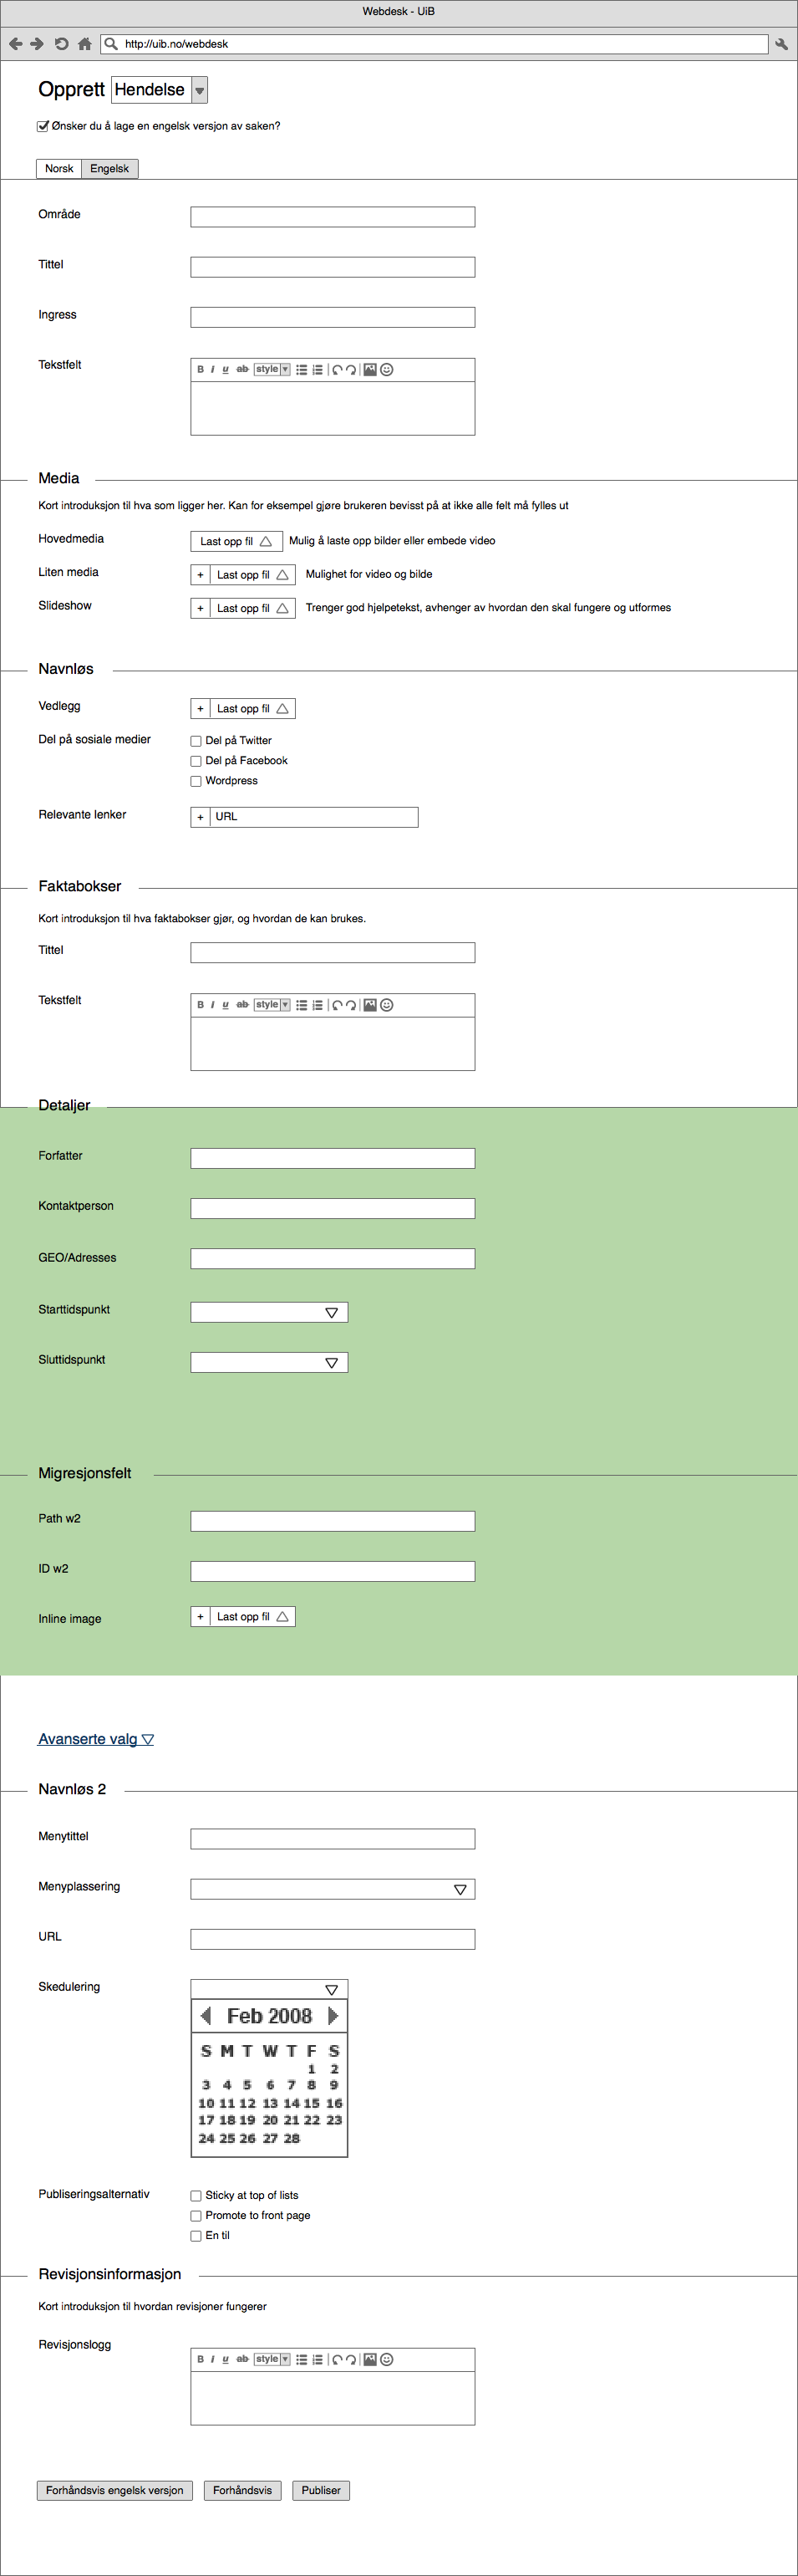 Webdesk - UiB
http://uib.no/webdesk
Opprett Hendelse
Ønsker du å lage en engelsk versjon av saken?
Norsk Engelsk
Område
Tittel
Ingress
Tekstfelt
B I u ab style
Media
Kort introduksjon til hva som ligger her. Kan for eksempel gjøre brukeren bevisst på at ikke alle felt må fylles ut
Hovedmedia Last opp fil Mulig å laste opp bilder eller embede video
Liten media + Last opp fil Mulighet for video og bilde
Slideshow + Last opp fil Trenger god hjelpetekst, avhenger av hvordan den skal fungere og utformes
Navnløs
Vedlegg + Last opp fil
Del på sosiale medier Del på Twitter
Del på Facebook
Wordpress
Relevante lenker + URL
Faktabokser
Kort introduksjon til hva faktabokser gjør, og hvordan de kan brukes.
Tittel
Tekstfelt
B I u ab style
Detaljer
Forfatter
Kontaktperson
GEO/Adresses
Starttidspunkt
Sluttidspunkt
Migresjonsfelt
Path w2
ID w2
Inline image + Last opp fil
Avanserte valg
Navnløs 2
Menytittel
Menyplassering
URL
Skedulering
Feb 2008
S M T W T F S
1 2
3 4 5 6 7 8 9
10 11 12 13 14 15 16
17 18 19 20 21 22 23
24 25 26 27 28
Publiseringsalternativ Sticky at top of lists
Promote to front page
En til
Revisjonsinformasjon
Kort introduksjon til hvordan revisjoner fungerer
Revisjonslogg
B I u ab style
Forhåndsvis engelsk versjon Forhåndsvis Publiser